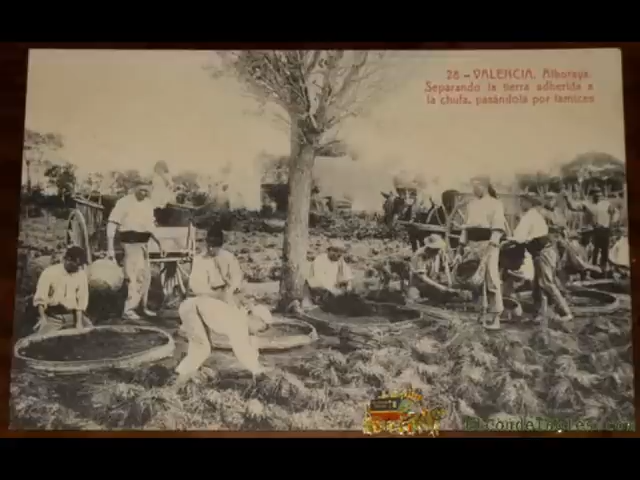 28 - VALENCIA. Alboraya.
Separando la tierra adherida a
la chufa, pasándola por tamices